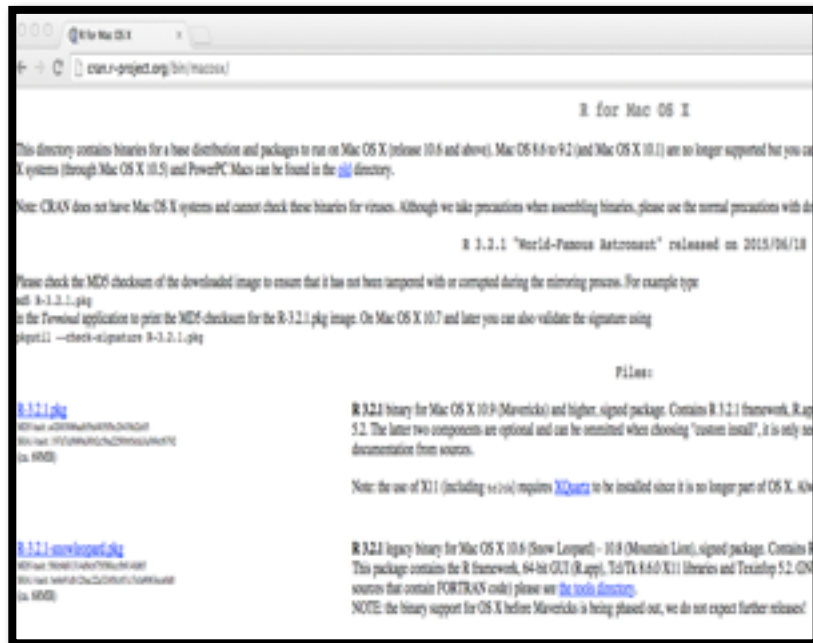 R for Mac OS X
cran.r-project.org/bin/macosx/
R for Mac OS X
This directory contains binaries for a base distribution and packages to run on Mac OS X (release 10.6 and above). Mac OS 8.6 to 9.2 (and Mac OS X 10.1) are no longer supported but you can
X systems (through Mac OS X 10.5) and PowerPC Macs can be found in the old directory.
Note: CRAN does not have Mac OS X systems and cannot check these binaries for viruses. Although we take precautions when assembling binaries, please use the normal precautions with do
R 3.2.1 "World-Famous Astronaut" released on 2015/06/18
Please check the MD5 checksum of the downloaded image to ensure that it has not been tampered with or corrupted during the mirroring process. For example type
md5 R-3.2.1.pkg
in the Terminal application to print the MD5 checksum for the R-3.2.1.pkg image. On Mac OS X 10.7 and later you can also validate the signature using
pkgutil --check-signature R-3.2.1.pkg
Files:
R-3.2.1.pkg
(ca. 69MB)
R 3.2.1 binary for Mac OS X 10.9 (Mavericks) and higher, signed package. Contains R 3.2.1 framework, R.app
5.2. The latter two components are optional and can be ommitted when choosing "custom install", it is only ne
documentation from sources.
Note: the use of X11 (including tcltk) requires XQuartz to be installed since it is no longer part of OS X. Alw
R-3.2.1-snowleopard.pkg
(ca. 68MB)
R 3.2.1 legacy binary for Mac OS X 10.6 (Snow Leopard) - 10.8 (Mountain Lion), signed package. Contains R
This package contains the R framework, 64-bit GUI (R.app), Tcl/Tk 8.6.0 X11 libraries and Texinfo 5.2. GN
sources that contain FORTRAN code) please see the tools directory.
NOTE: the binary support for OS X before Mavericks is being phased out, we do not expect further releases!